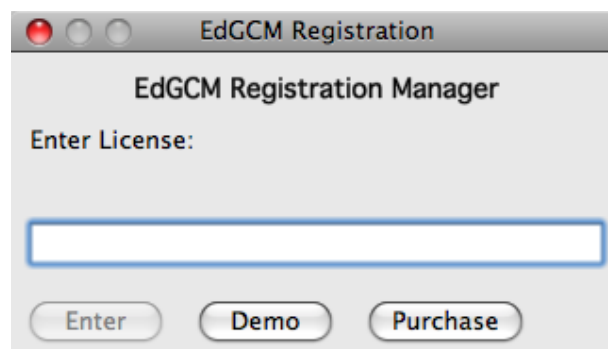 EdGCM Registration
EdGCM Registration Manager
Enter License:
Enter Demo Purchase